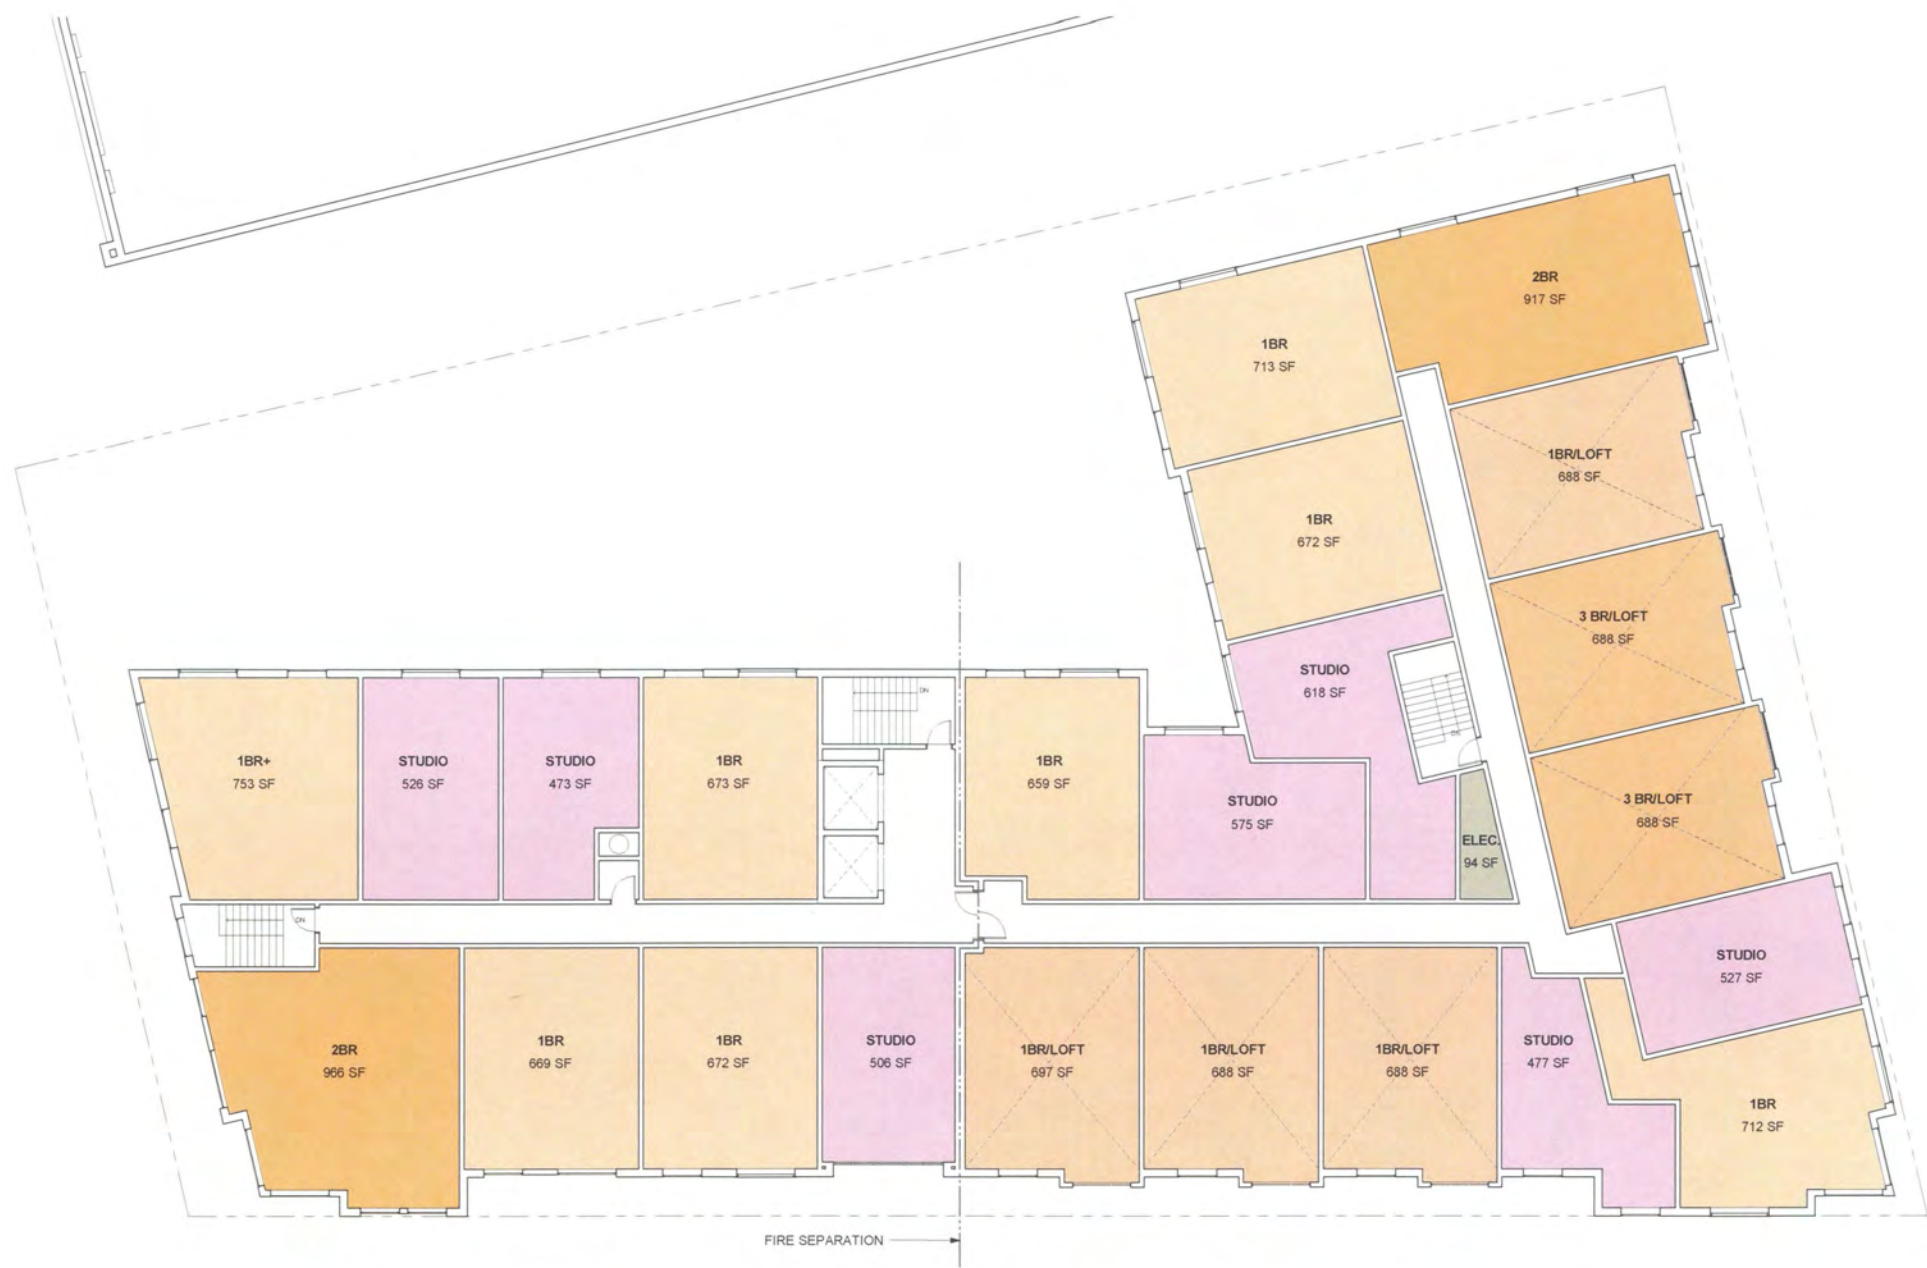 2BR
917 SF
1BR
713 SF
1BR/LOFT
688 SF
1BR
672 SF
3 BR/LOFT
688 SF
STUDIO
618 SF
DN
DN
1BR+
753 SF
STUDIO
526 SF
STUDIO
473 SF
1BR
673 SF
1BR
659 SF
STUDIO
575 SF
3 BR/LOFT
688 SF
ELEC.
94 SF
DN
STUDIO
527 SF
2BR
966 SF
1BR
669 SF
1BR
672 SF
STUDIO
506 SF
1BR/LOFT
697 SF
1BR/LOFT
688 SF
1BR/LOFT
688 SF
STUDIO
477 SF
1BR
712 SF
FIRE SEPARATION